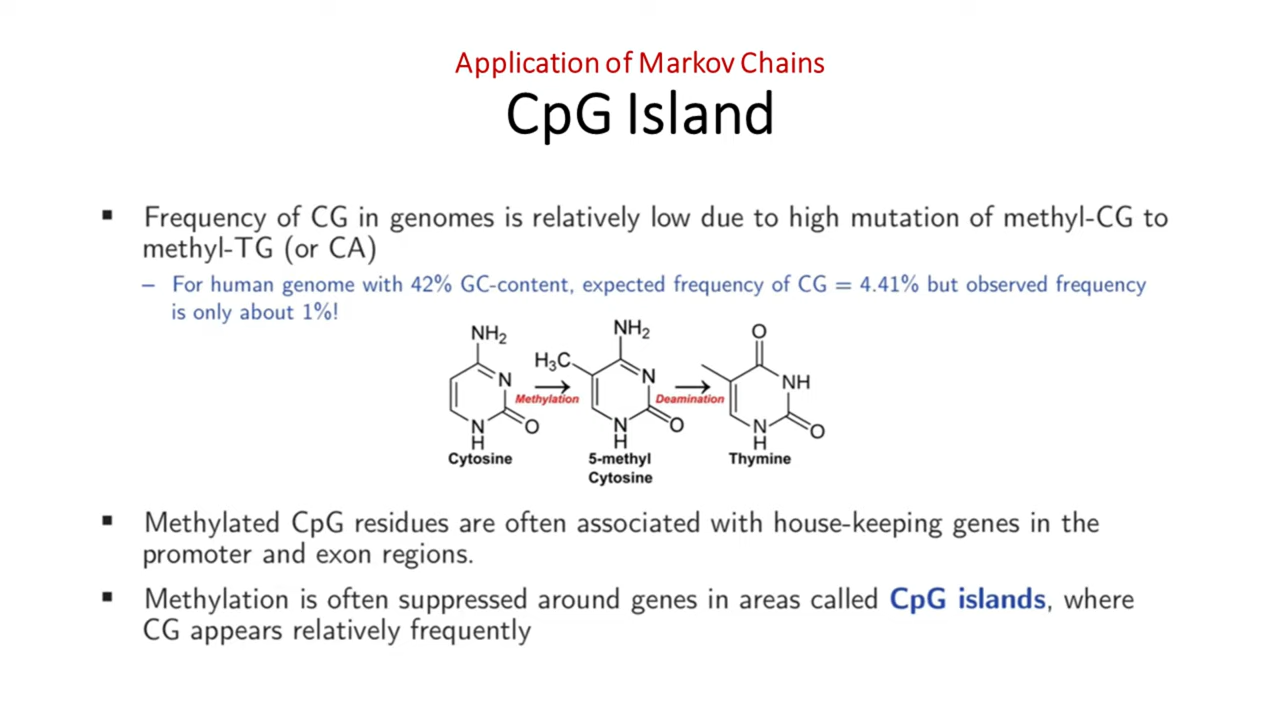 Application of Markov Chains
CpG Island
▪ Frequency of CG in genomes is relatively low due to high mutation of methyl-CG to
methyl-TG (or CA)
– For human genome with 42% GC-content, expected frequency of CG = 4.41% but observed frequency
is only about 1%!
NH₂ NH₂ O
H₃C
N N NH
Methylation Deamination
N O N O N O
H H H
Cytosine 5-methyl Thymine
Cytosine
▪ Methylated CpG residues are often associated with house-keeping genes in the
promoter and exon regions.
▪ Methylation is often suppressed around genes in areas called CpG islands, where
CG appears relatively frequently